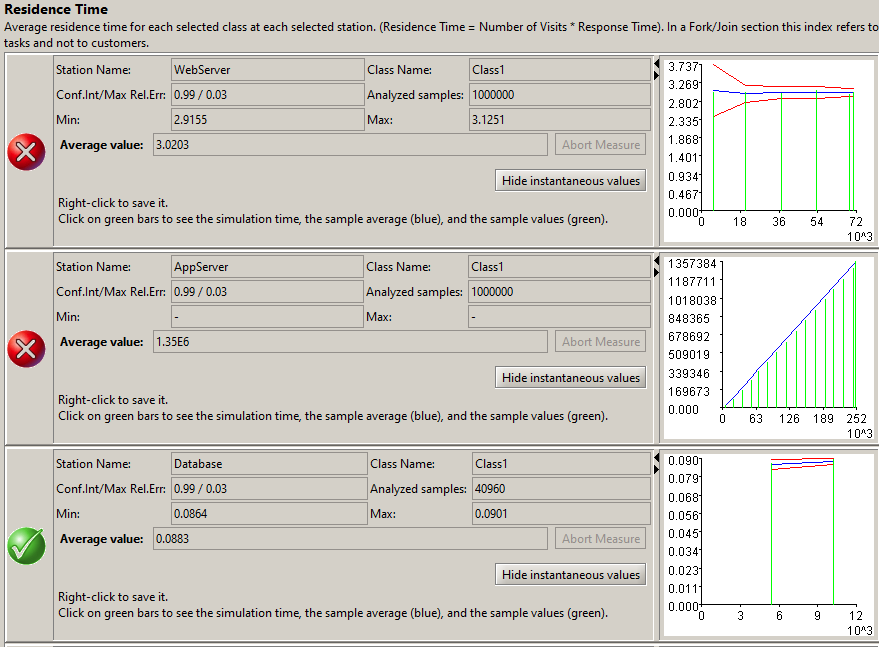 Residence Time
Average residence time for each selected class at each selected station. (Residence Time = Number of Visits * Response Time). In a Fork/Join section this index refers to
tasks and not to customers.
Station Name: WebServer Class Name: Class1
Conf.Int/Max Rel.Err: 0.99 / 0.03 Analyzed samples: 1000000
Min: 2.9155 Max: 3.1251
Average value: 3.0203 Abort Measure
Hide instantaneous values
Right-click to save it.
Click on green bars to see the simulation time, the sample average (blue), and the sample values (green).
3.737
3.269
2.802
2.335
1.868
1.401
0.934
0.467
0.000
0 18 36 54 72
10^3
Station Name: AppServer Class Name: Class1
Conf.Int/Max Rel.Err: 0.99 / 0.03 Analyzed samples: 1000000
Min: - Max: -
Average value: 1.35E6 Abort Measure
Hide instantaneous values
Right-click to save it.
Click on green bars to see the simulation time, the sample average (blue), and the sample values (green).
1357384
1187711
1018038
848365
678692
509019
339346
169673
0.000
0 63 126 189 252
10^3
Station Name: Database Class Name: Class1
Conf.Int/Max Rel.Err: 0.99 / 0.03 Analyzed samples: 40960
Min: 0.0864 Max: 0.0901
Average value: 0.0883 Abort Measure
Hide instantaneous values
Right-click to save it.
Click on green bars to see the simulation time, the sample average (blue), and the sample values (green).
0.090
0.079
0.068
0.056
0.045
0.034
0.023
0.011
0.000
0 3 6 9 12
10^3